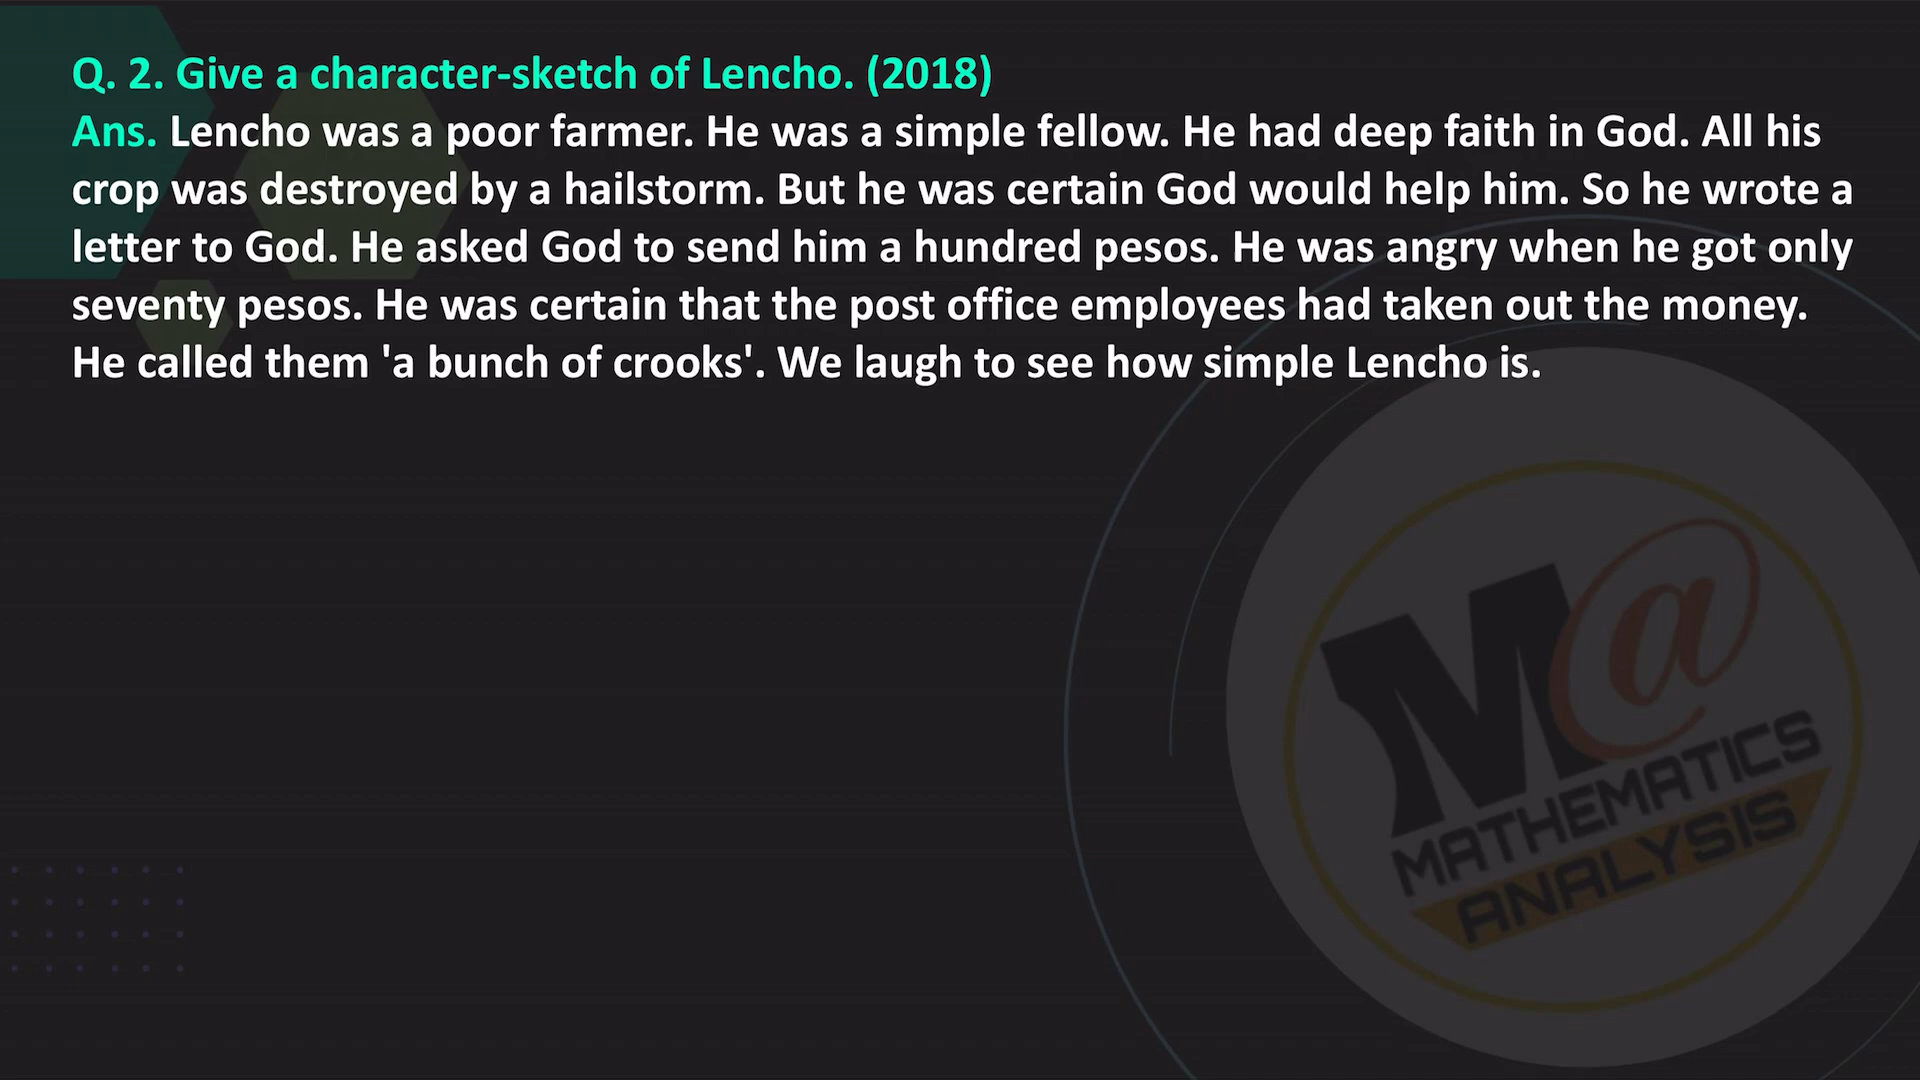 Q. 2. Give a character-sketch of Lencho. (2018)
Ans. Lencho was a poor farmer. He was a simple fellow. He had deep faith in God. All his
crop was destroyed by a hailstorm. But he was certain God would help him. So he wrote a
letter to God. He asked God to send him a hundred pesos. He was angry when he got only
seventy pesos. He was certain that the post office employees had taken out the money.
He called them 'a bunch of crooks'. We laugh to see how simple Lencho is.
M@
MATHEMATICS
ANALYSIS